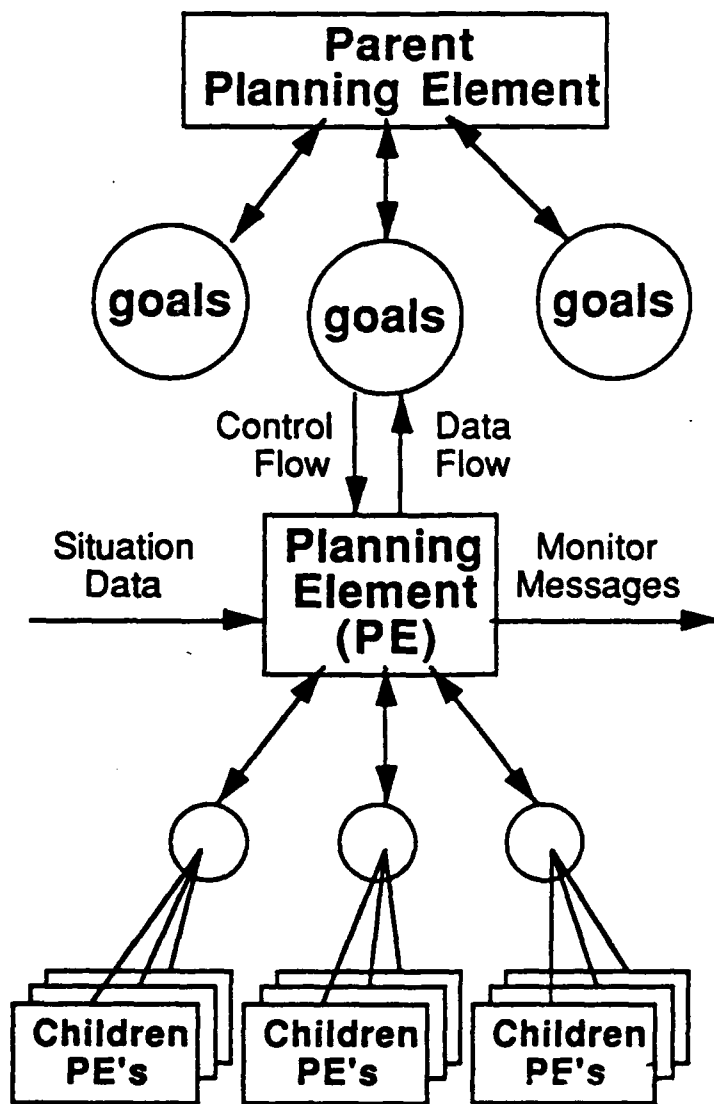 Parent
Planning Element
goals
goals
goals
Control
Flow
Data
Flow
Situation
Data
Planning
Element
(PE)
Monitor
Messages
Children
PE's
Children
PE's
Children
PE's